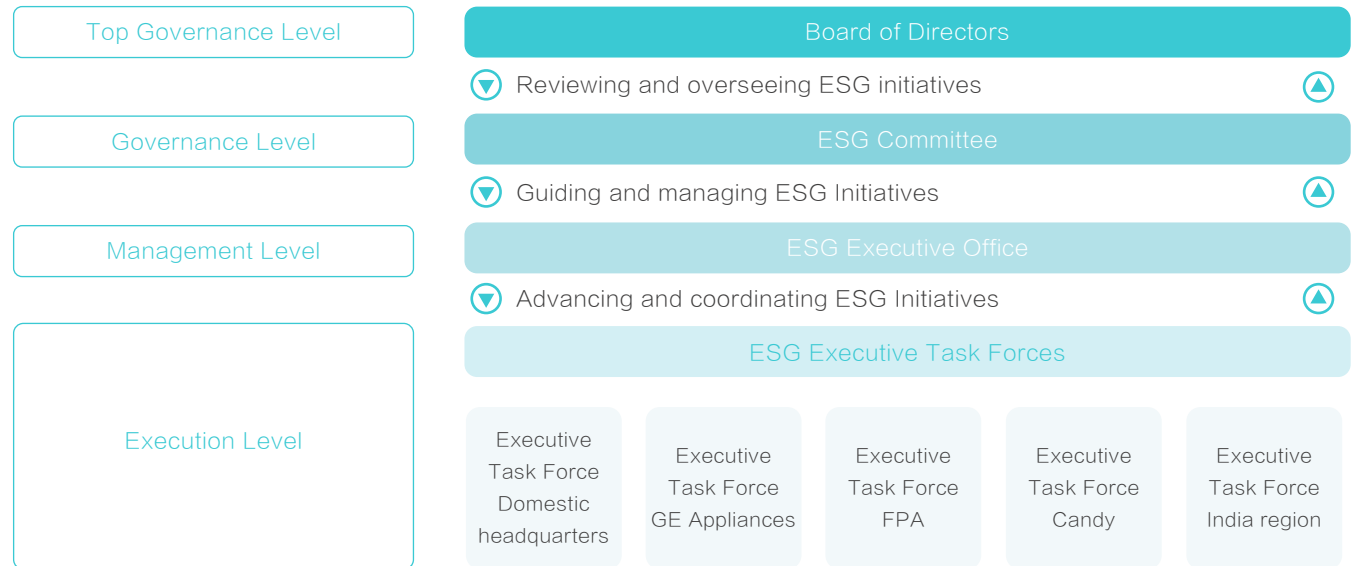 Top Governance Level
Board of Directors
Reviewing and overseeing ESG initiatives
Governance Level
ESG Committee
Guiding and managing ESG Initiatives
Management Level
ESG Executive Office
Advancing and coordinating ESG Initiatives
Execution Level
ESG Executive Task Forces
Executive
Task Force
Domestic
headquarters
Executive
Task Force
GE Appliances
Executive
Task Force
FPA
Executive
Task Force
Candy
Executive
Task Force
India region